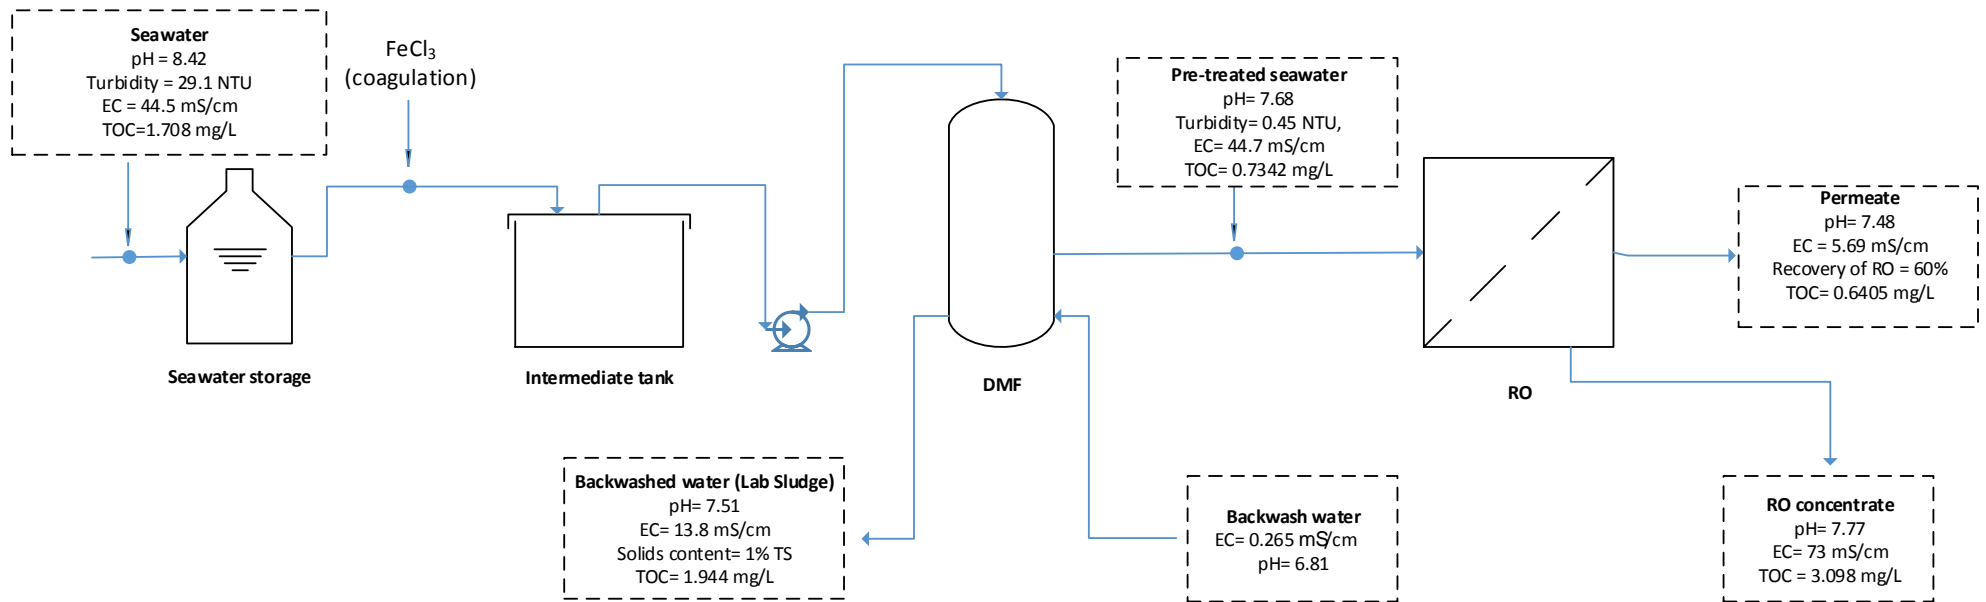 Seawater
pH = 8.42
Turbidity = 29.1 NTU
EC = 44.5 mS/cm
TOC=1.708 mg/L
FeCl₃
(coagulation)
Pre-treated seawater
pH= 7.68
Turbidity= 0.45 NTU,
EC= 44.7 mS/cm
TOC= 0.7342 mg/L
Permeate
pH= 7.48
EC = 5.69 mS/cm
Recovery of RO = 60%
TOC= 0.6405 mg/L
Seawater storage
Intermediate tank
DMF
RO
Backwashed water (Lab Sludge)
pH= 7.51
EC= 13.8 mS/cm
Solids content= 1% TS
TOC= 1.944 mg/L
Backwash water
EC= 0.265 mS/cm
pH= 6.81
RO concentrate
pH= 7.77
EC= 73 mS/cm
TOC = 3.098 mg/L